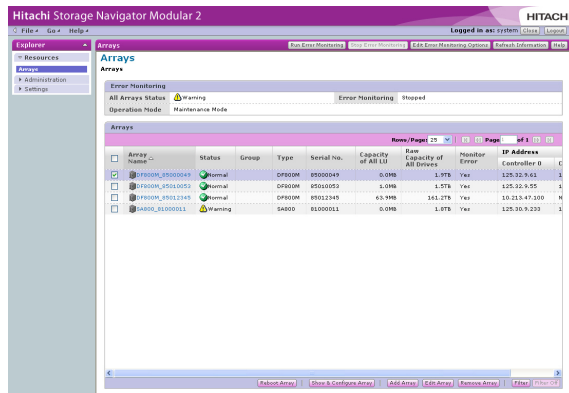 Hitachi Storage Navigator Modular 2
HITACH
File Go Help
Logged in as: system Close Logout
Explorer
Resources
Arrays
Administration
Settings
Arrays Run Error Monitoring Stop Error Monitoring Edit Error Monitoring Options Refresh Information Help
Arrays
Arrays
Error Monitoring
All Arrays Status Warning Error Monitoring Stopped
Operation Mode Maintenance Mode
Arrays
Rows/Page: 25 Page of 1
Array Name Status Group Type Serial No. Capacity of All LU Raw Capacity of All Drives Monitor Error IP Address
Controller 0 C
DF800M_85000049 Normal DF800M 85000049 0.0MB 1.9TB Yes 125.32.9.61 1
DF800M_85010053 Normal DF800M 85010053 1.0MB 1.5TB Yes 125.32.9.55 1
DF800M_85012345 Normal DF800M 85012345 63.9MB 161.2TB Yes 10.213.47.100 N
SA800_81000011 Warning SA800 81000011 0.0MB 1.0TB Yes 125.30.9.233 1
Reboot Array Show & Configure Array Add Array Edit Array Remove Array Filter Filter Off